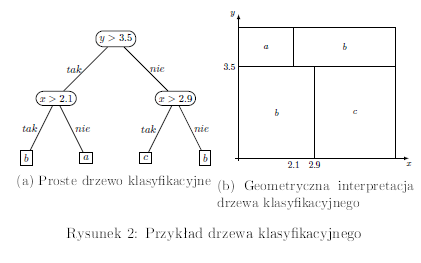 y > 3.5
tak nie
x > 2.1 x > 2.9
tak nie tak nie
b a c b
(a) Proste drzewo klasyfikacyjne
y
a b
3.5
b c
2.1 2.9
x
(b) Geometryczna interpretacja
drzewa klasyfikacyjnego
Rysunek 2: Przykład drzewa klasyfikacyjnego